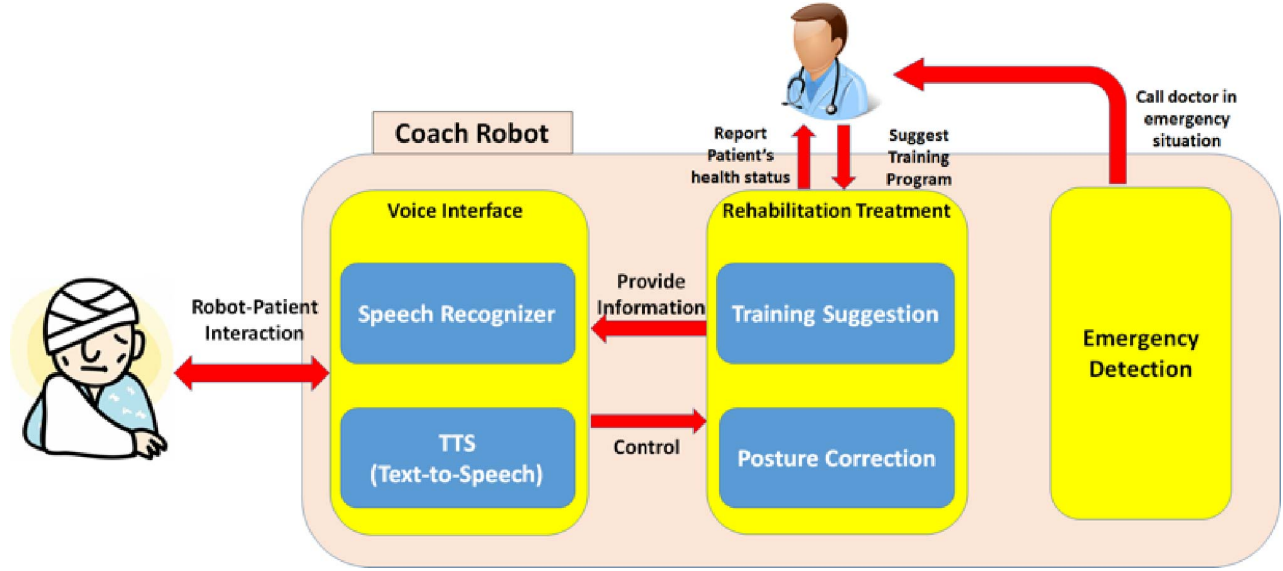 Coach Robot
Report
Patient's
health status
Suggest
Training
Program
Call doctor in
emergency
situation
Voice Interface
Speech Recognizer
TTS
(Text-to-Speech)
Robot-Patient
Interaction
Provide
Information
Control
Rehabilitation Treatment
Training Suggestion
Posture Correction
Emergency
Detection